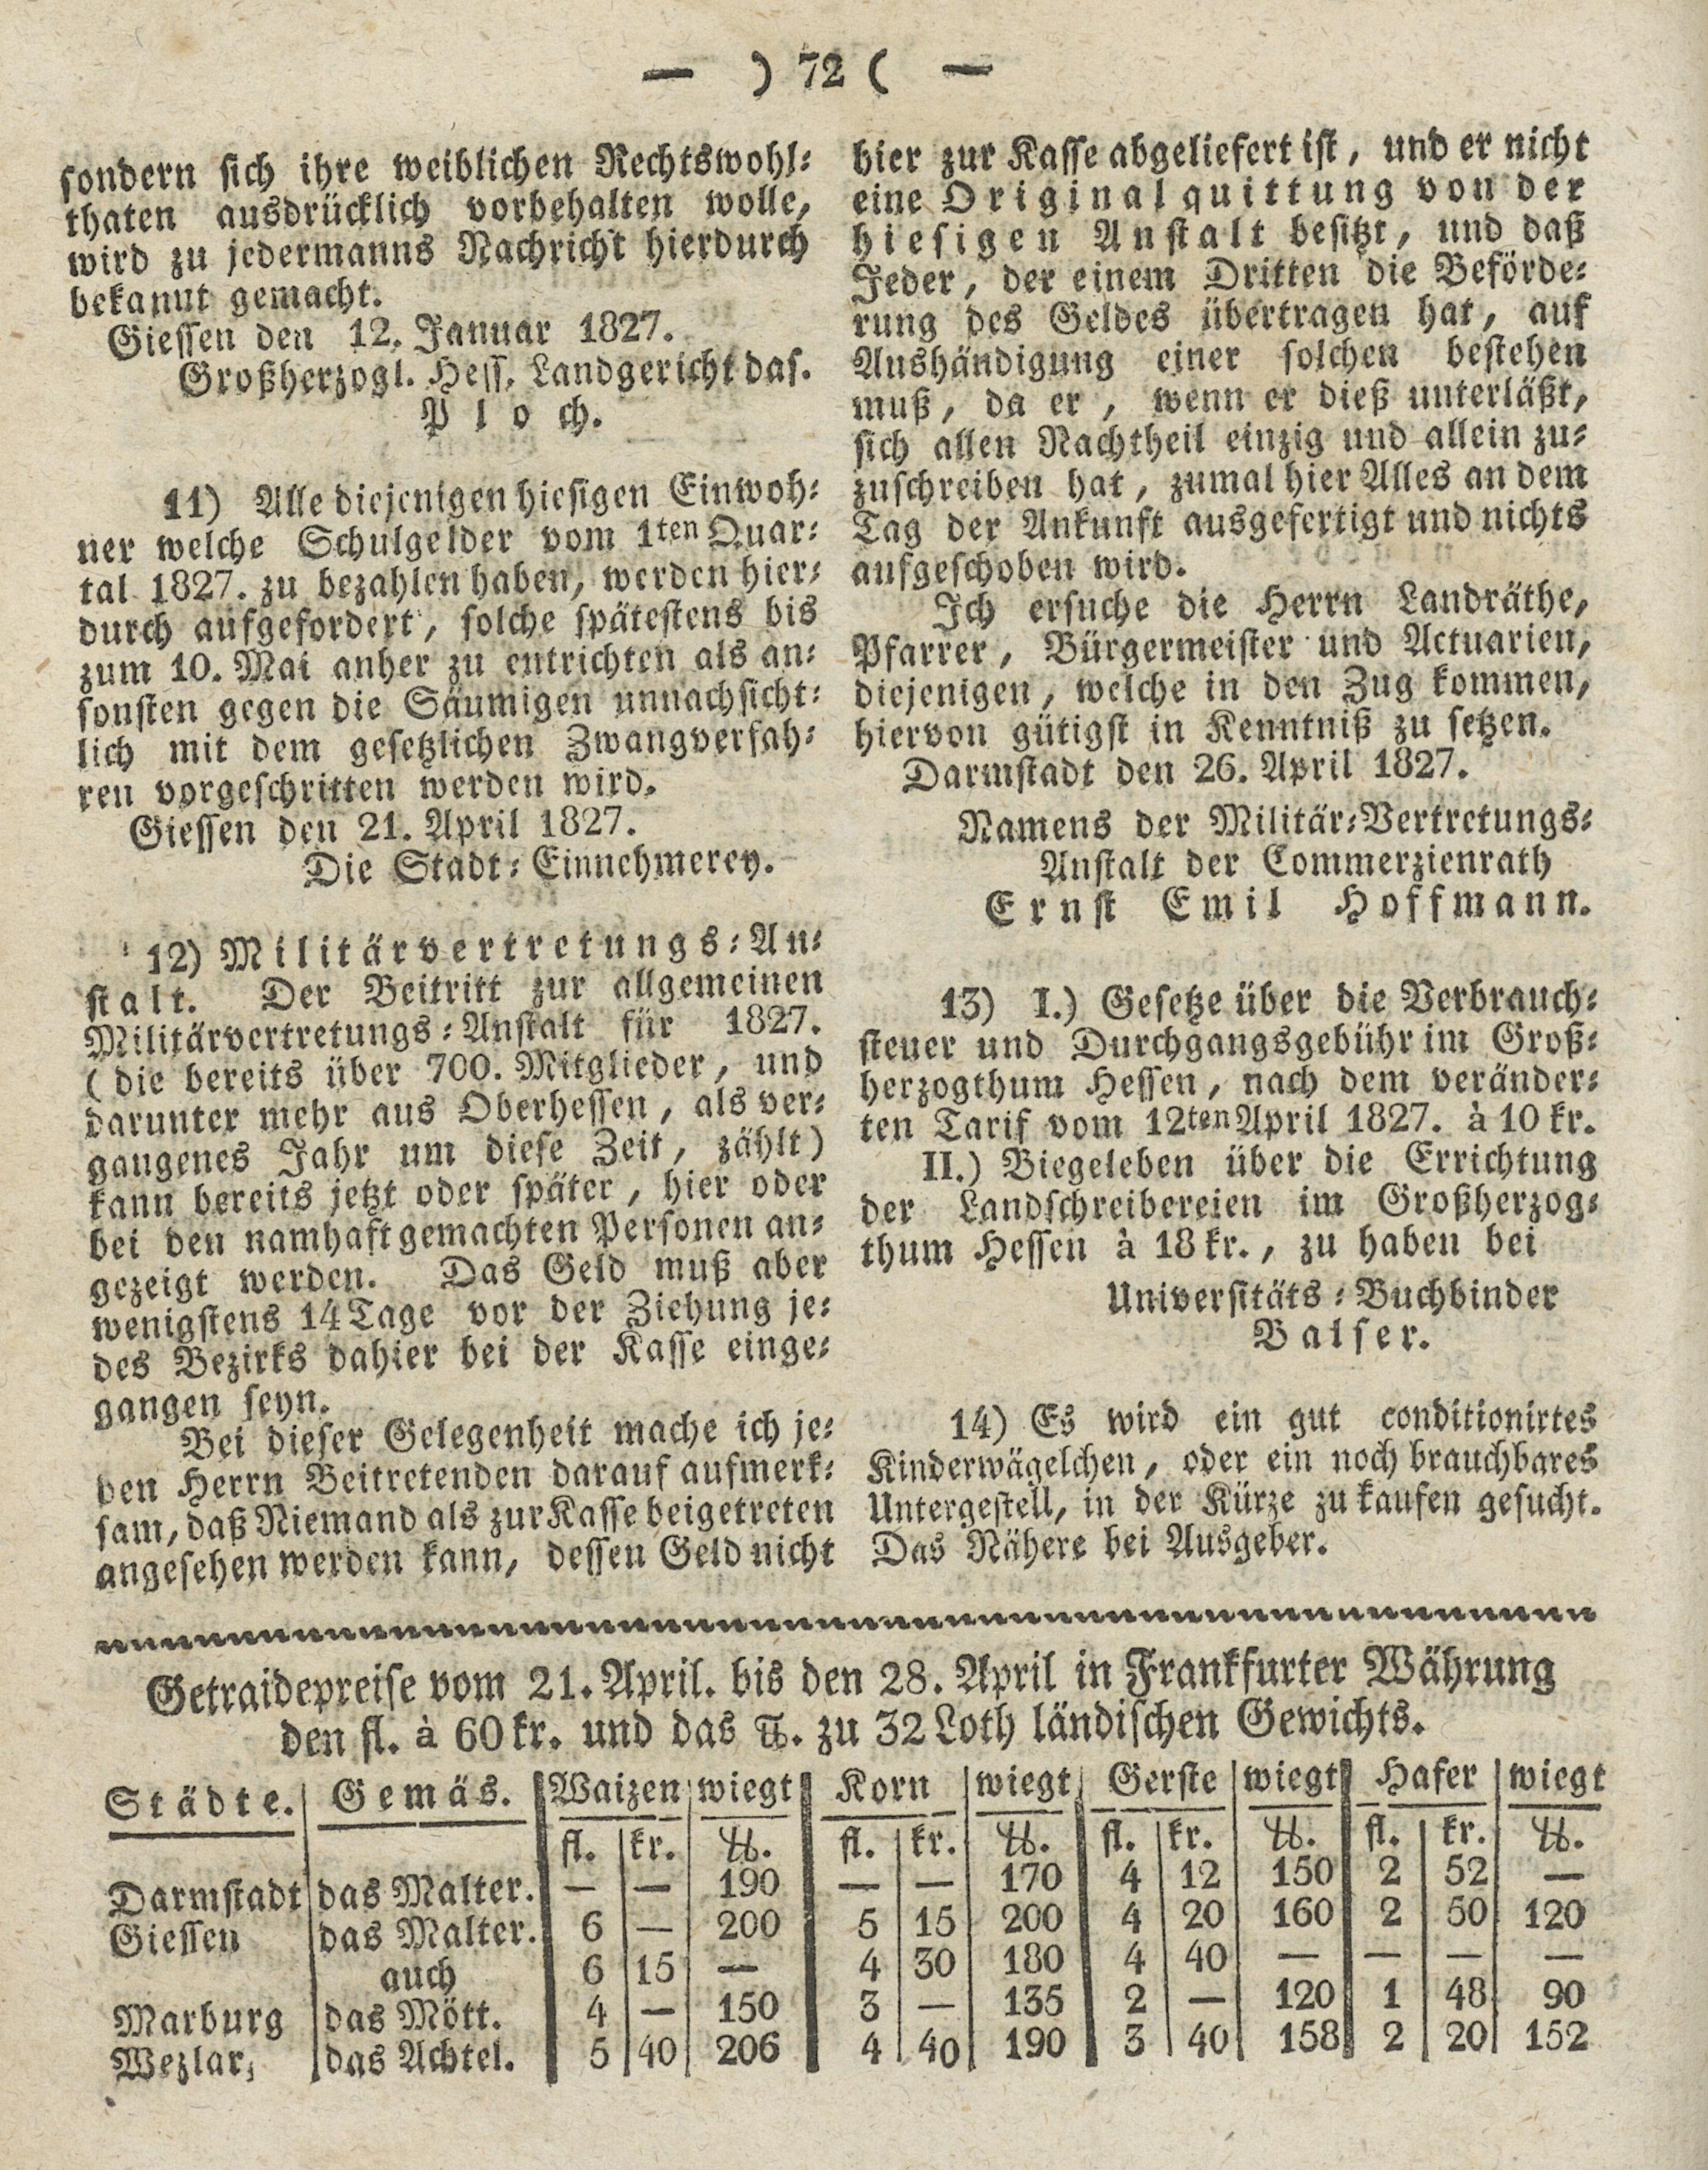 — ) 72 ( —
sondern sich ihre weiblichen Rechtswohl-
thaten ausdrücklich vorbehalten wolle,
wird zu jedermanns Nachricht hierdurch
bekannt gemacht.
Giessen den 12. Januar 1827.
Großherzogl. Hess. Landgericht das.
Ploch.
11) Alle diejenigen hiesigen Einwoh-
ner welche Schulgelder vom 1ten Quar-
tal 1827. zu bezahlen haben, werden hier-
durch aufgefordert, solche spätestens bis
zum 10. Mai anher zu entrichten als an-
sonsten gegen die Säumigen unnachsicht-
lich mit dem gesetzlichen Zwangverfah-
ren vorgeschritten werden wird.
Giessen den 21. April 1827.
Die Stadt-Einnehmerey.
12) Militärvertretungs-An-
stalt. Der Beitritt zur allgemeinen
Militärvertretungs-Anstalt für 1827.
(die bereits über 700. Mitglieder, und
darunter mehr aus Oberhessen, als ver-
gangenes Jahr um diese Zeit, zählt)
kann bereits jetzt oder später, hier oder
bei den namhaft gemachten Personen an-
gezeigt werden. Das Geld muß aber
wenigstens 14 Tage vor der Ziehung je-
des Bezirks dahier bei der Kasse einge-
gangen seyn.
Bei dieser Gelegenheit mache ich je-
den Herrn Beitretenden darauf aufmerk-
sam, daß Niemand als zur Kasse beigetreten
angesehen werden kann, dessen Geld nicht
hier zur Kasse abgeliefert ist, und er nicht
eine Originalquittung von der
hiesigen Anstalt besitzt, und daß
Jeder, der einem Dritten die Beförde-
rung des Geldes übertragen hat, auf
Aushändigung einer solchen bestehen
muß, da er, wenn er dieß unterläßt,
sich allen Nachtheil einzig und allein zu-
zuschreiben hat, zumal hier Alles an dem
Tag der Ankunft ausgefertigt und nichts
aufgeschoben wird.
Ich ersuche die Herrn Landräthe,
Pfarrer, Bürgermeister und Actuarien,
diejenigen, welche in den Zug kommen,
hiervon gütigst in Kenntniß zu setzen.
Darmstadt den 26. April 1827.
Namens der Militär-Vertretungs-
Anstalt der Commerzienrath
Ernst Emil Hoffmann.
13) I.) Gesetze über die Verbrauch-
steuer und Durchgangsgebühr im Groß-
herzogthum Hessen, nach dem veränder-
ten Tarif vom 12ten April 1827. à 10 kr.
II.) Biegeleben über die Errichtung
der Landschreibereien im Großherzog-
thum Hessen à 18 kr., zu haben bei
Universitäts-Buchbinder
Balser.
14) Es wird ein gut conditionirtes
Kinderwägelchen, oder ein noch brauchbares
Untergestell, in der Kürze zu kaufen gesucht.
Das Nähere bei Ausgeber.
Getraidepreise vom 21. April. bis den 28. April in Frankfurter Währung
den fl. à 60 kr. und das ℔. zu 32 Loth ländischen Gewichts.
Städte. Gemäs. Waizen wiegt Korn wiegt Gerste wiegt Hafer wiegt
fl. kr. ℔. fl. kr. ℔. fl. kr. ℔. fl. kr. ℔.
Darmstadt das Malter. — — 190 — — 170 4 12 150 2 52 —
Giessen das Malter. 6 — 200 5 15 200 4 20 160 2 50 120
auch 6 15 — 4 30 180 4 40 — — — —
Marburg das Mött. 4 — 150 3 — 135 2 — 120 1 48 90
Wezlar, das Achtel. 5 40 206 4 40 190 3 40 158 2 20 152